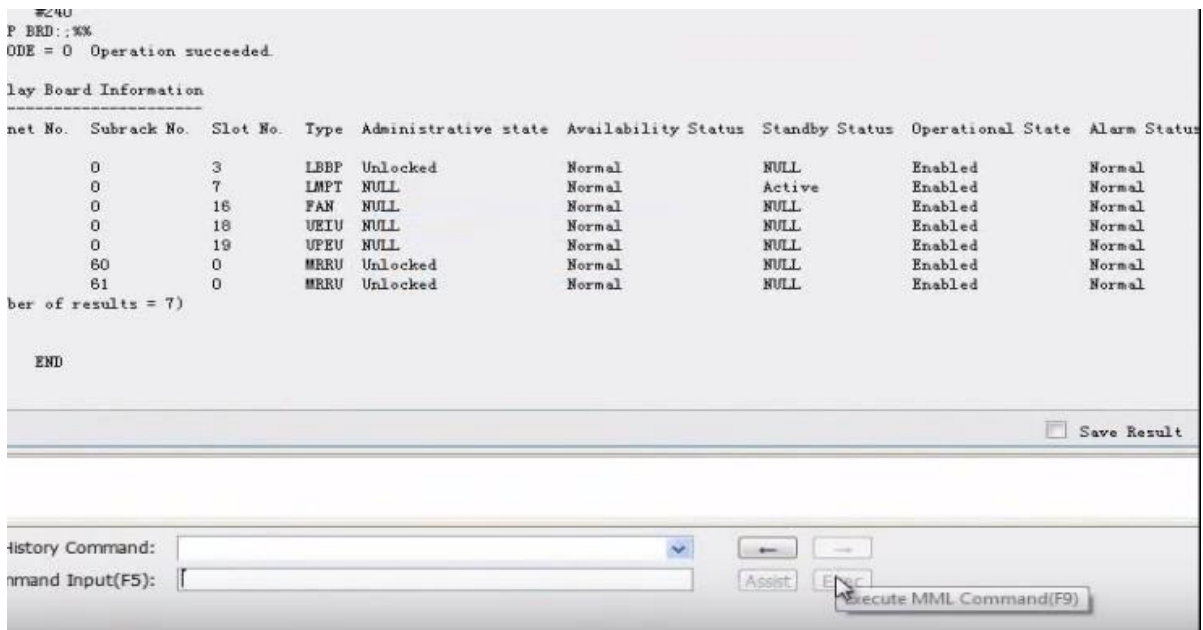 #240
P BRD:;%%
ODE = 0 Operation succeeded.
lay Board Information
----------------------
net No. Subrack No. Slot No. Type Administrative state Availability Status Standby Status Operational State Alarm Status
0 3 LBBP Unlocked Normal NULL Enabled Normal
0 7 LMPT NULL Normal Active Enabled Normal
0 16 FAN NULL Normal NULL Enabled Normal
0 18 UEIU NULL Normal NULL Enabled Normal
0 19 UPEU NULL Normal NULL Enabled Normal
60 0 MRRU Unlocked Normal NULL Enabled Normal
61 0 MRRU Unlocked Normal NULL Enabled Normal
ber of results = 7)
END
Save Result
History Command:
mmand Input(F5):
Assist Exec
Execute MML Command(F9)